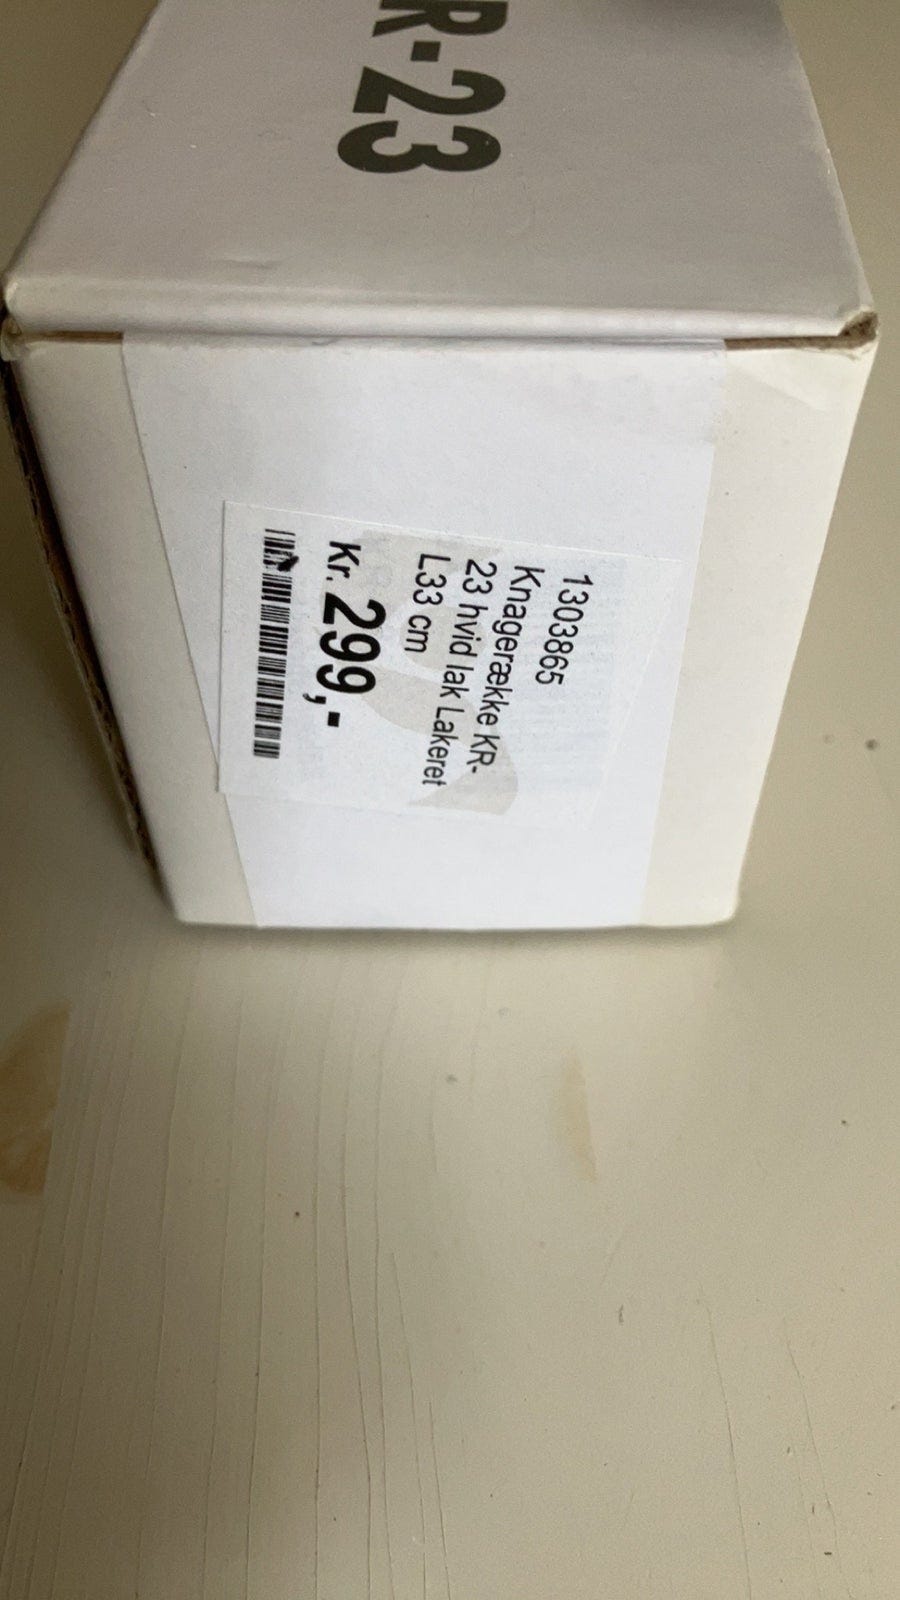 R-23
1303865
Knagerække KR-
23 hvid lak Lakeret
L33 cm
Kr. 299,-